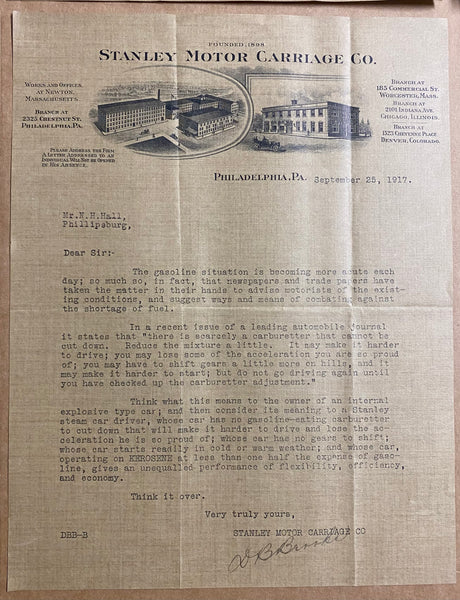 FOUNDED, 1898.
STANLEY MOTOR CARRIAGE CO.
WORKS AND OFFICES
AT NEWTON,
MASSACHUSETTS.
BRANCH AT
2325 CHESTNUT ST.
PHILADELPHIA, PA.
PLEASE ADDRESS THE FIRM
A LETTER ADDRESSED TO AN
INDIVIDUAL WILL NOT BE OPENED
IN HIS ABSENCE.
BRANCH AT
185 COMMERCIAL ST.
WORCESTER, MASS.
BRANCH AT
2101 INDIANA AVE.
CHICAGO, ILLINOIS.
BRANCH AT
1525 CHEYENNE PLACE
DENVER, COLORADO.
PHILADELPHIA, PA. September 25, 1917.
Mr.N.H.Hall,
Phillipsburg,
Dear Sir:-
The gasoline situation is becoming more acute each
day; so much so, in fact, that newspapers and trade papers have
taken the matter in their hands to advise motorists of the exist-
ing conditions, and suggest ways and means of combating against
the shortage of fuel.
In a recent issue of a leading automobile journal
it states that "there is scarcely a carburetter that cannot be
cut down. Reduce the mixture a little. It may make it harder
to drive; you may lose some of the acceleration you are so proud
of; you may have to shift gears a little more on hills, and it
may make it harder to start; but do not go driving again until
you have checked up the carburetter adjustment."
Think what this means to the owner of an internal
explosive type car; and then consider its meaning to a Stanley
steam car driver, whose car has no gasoline-eating carburetter
to cut down that will make it harder to drive and lose the ac-
celeration he is so proud of; whose car has no gears to shift;
whose car starts readily in cold or warm weather; and whose car,
operating on KEROSENE at less than one half the expense of gaso-
line, gives an unequalled performance of flexibility, efficiency,
and economy.
Think it over.
Very truly yours,
DBB-B STANLEY MOTOR CARRIAGE CO